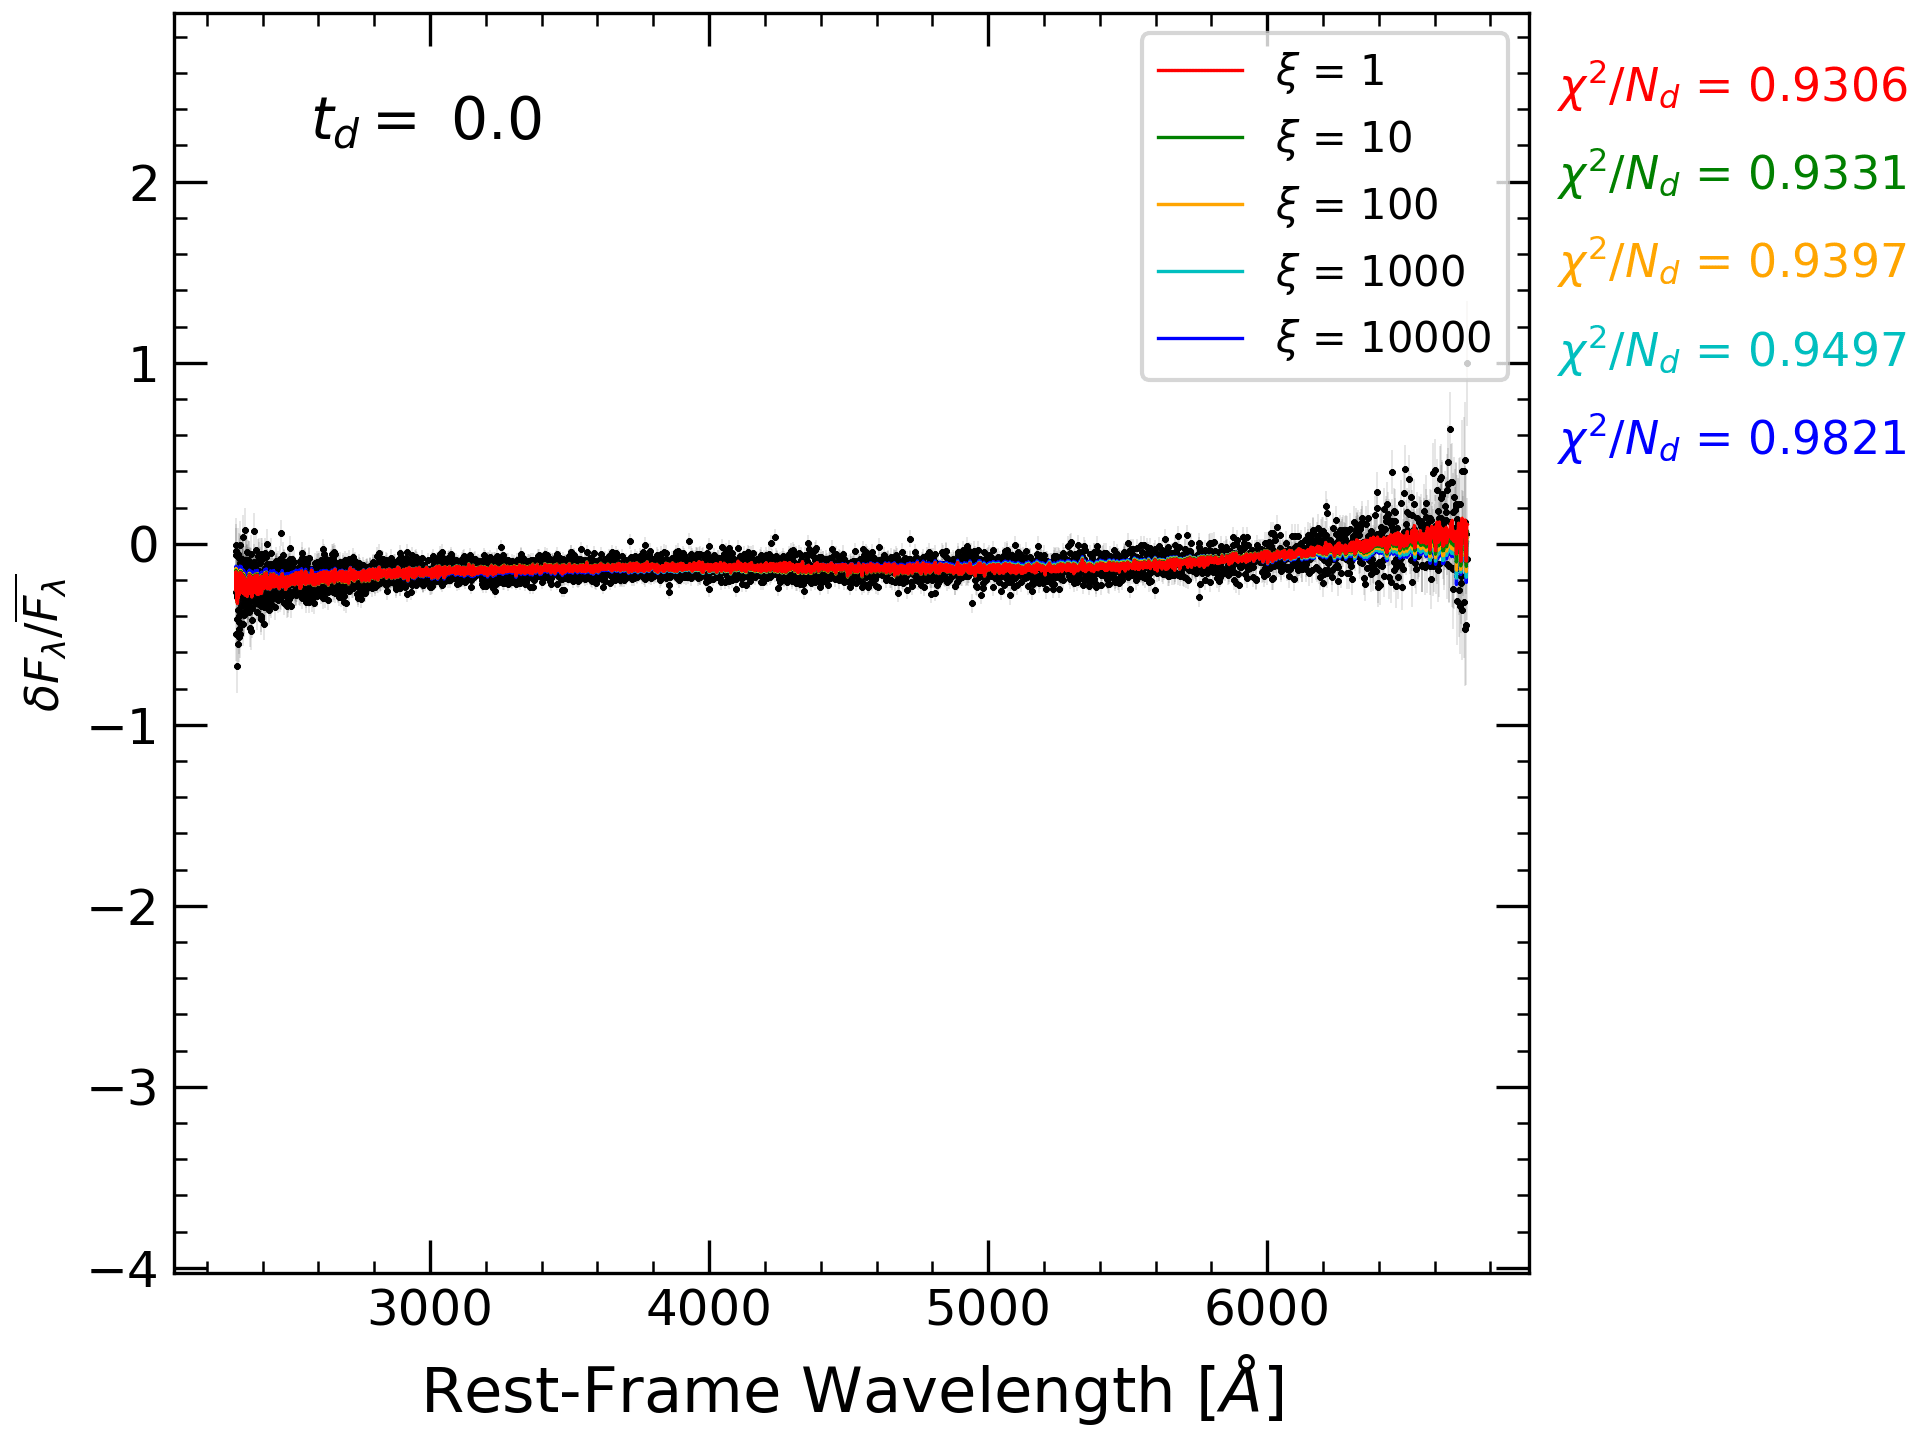 t_d = 0.0
ξ = 1
ξ = 10
ξ = 100
ξ = 1000
ξ = 10000
χ²/N_d = 0.9306
χ²/N_d = 0.9331
χ²/N_d = 0.9397
χ²/N_d = 0.9497
χ²/N_d = 0.9821
2
1
0
−1
−2
−3
−4
δF_λ/F̅_λ
3000 4000 5000 6000
Rest-Frame Wavelength [Å]